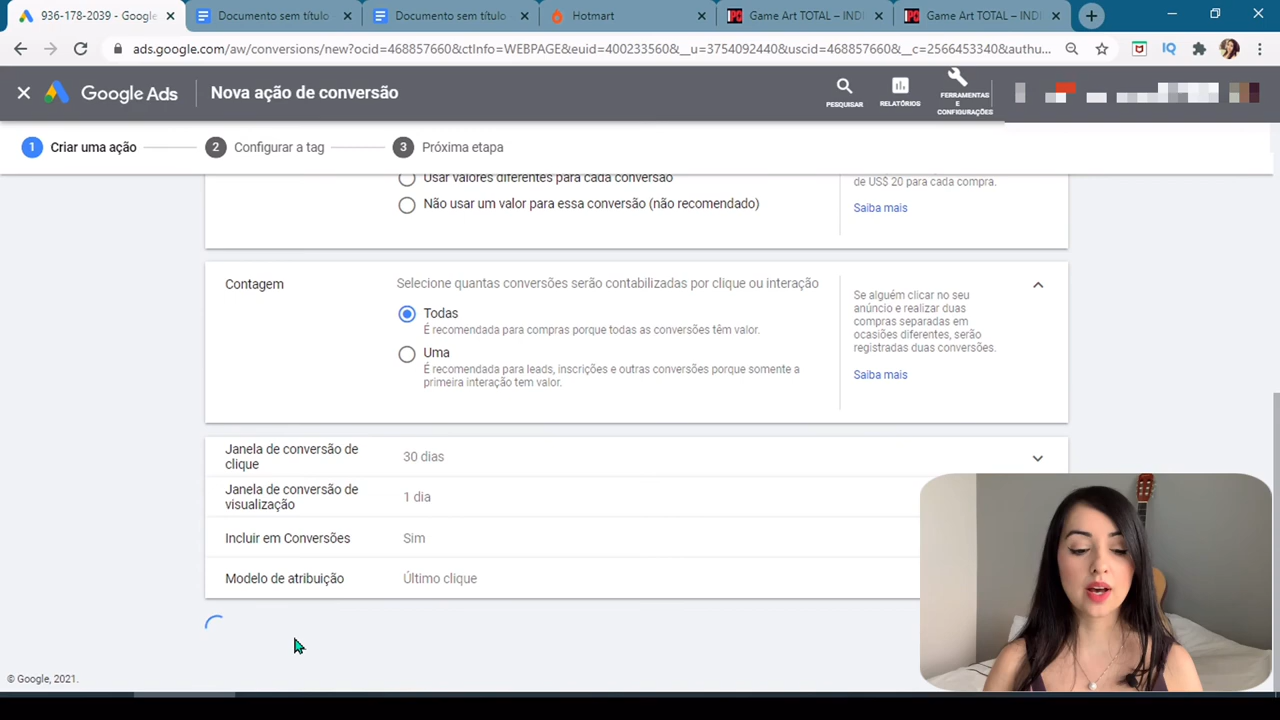 936-178-2039 - Google
Documento sem título
Documento sem título
Hotmart
Game Art TOTAL – INDI
Game Art TOTAL – INDI
ads.google.com/aw/conversions/new?ocid=468857660&ctInfo=WEBPAGE&euid=400233560&__u=3754092440&uscid=468857660&__c=2566453340&authu...
Google Ads
Nova ação de conversão
PESQUISAR
RELATÓRIOS
FERRAMENTAS
E
CONFIGURAÇÕES
1 Criar uma ação
2 Configurar a tag
3 Próxima etapa
Usar valores diferentes para cada conversão
Não usar um valor para essa conversão (não recomendado)
de US$ 20 para cada compra.
Saiba mais
Contagem
Selecione quantas conversões serão contabilizadas por clique ou interação
Todas
É recomendada para compras porque todas as conversões têm valor.
Uma
É recomendada para leads, inscrições e outras conversões porque somente a
primeira interação tem valor.
Se alguém clicar no seu
anúncio e realizar duas
compras separadas em
ocasiões diferentes, serão
registradas duas conversões.
Saiba mais
Janela de conversão de
clique
30 dias
Janela de conversão de
visualização
1 dia
Incluir em Conversões
Sim
Modelo de atribuição
Último clique
© Google, 2021.